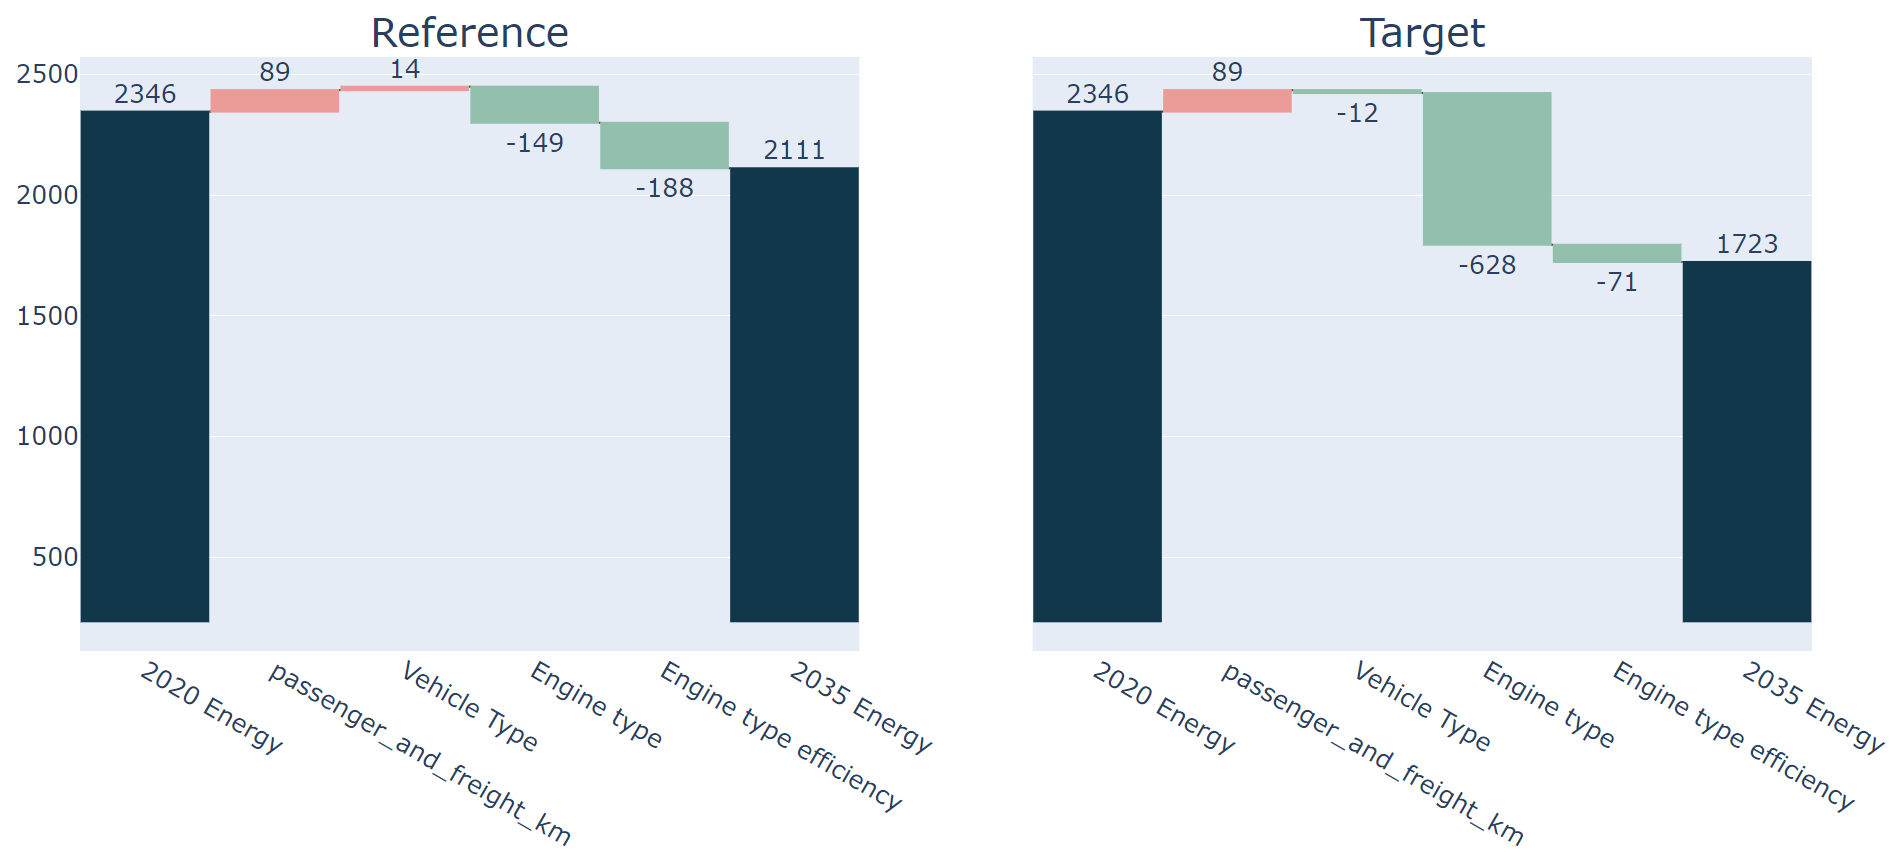 Reference
Target
2500
2000
1500
1000
500
2346
89
14
-149
-188
2111
2346
89
-12
-628
-71
1723
2020 Energy
passenger_and_freight_km
Vehicle Type
Engine type
Engine type efficiency
2035 Energy
2020 Energy
passenger_and_freight_km
Vehicle Type
Engine type
Engine type efficiency
2035 Energy